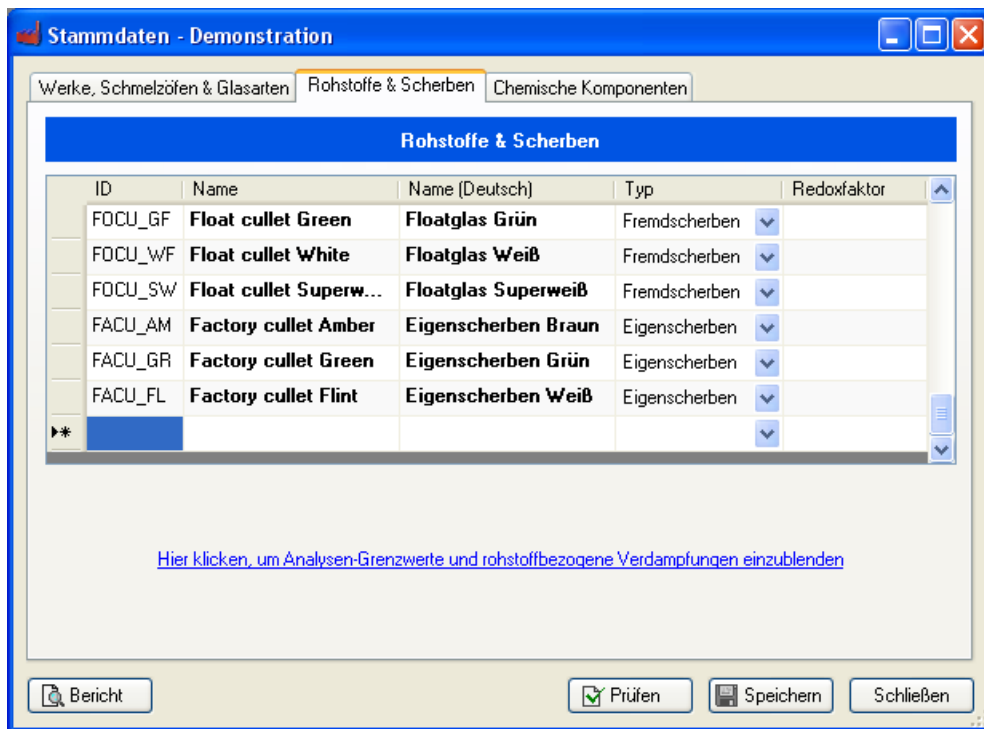 Stammdaten - Demonstration
Werke, Schmelzöfen & Glasarten Rohstoffe & Scherben Chemische Komponenten
Rohstoffe & Scherben
ID Name Name (Deutsch) Typ Redoxfaktor
FOCU_GF Float cullet Green Floatglas Grün Fremdscherben
FOCU_WF Float cullet White Floatglas Weiß Fremdscherben
FOCU_SW Float cullet Superw... Floatglas Superweiß Fremdscherben
FACU_AM Factory cullet Amber Eigenscherben Braun Eigenscherben
FACU_GR Factory cullet Green Eigenscherben Grün Eigenscherben
FACU_FL Factory cullet Flint Eigenscherben Weiß Eigenscherben
Hier klicken, um Analysen-Grenzwerte und rohstoffbezogene Verdampfungen einzublenden
Bericht Prüfen Speichern Schließen